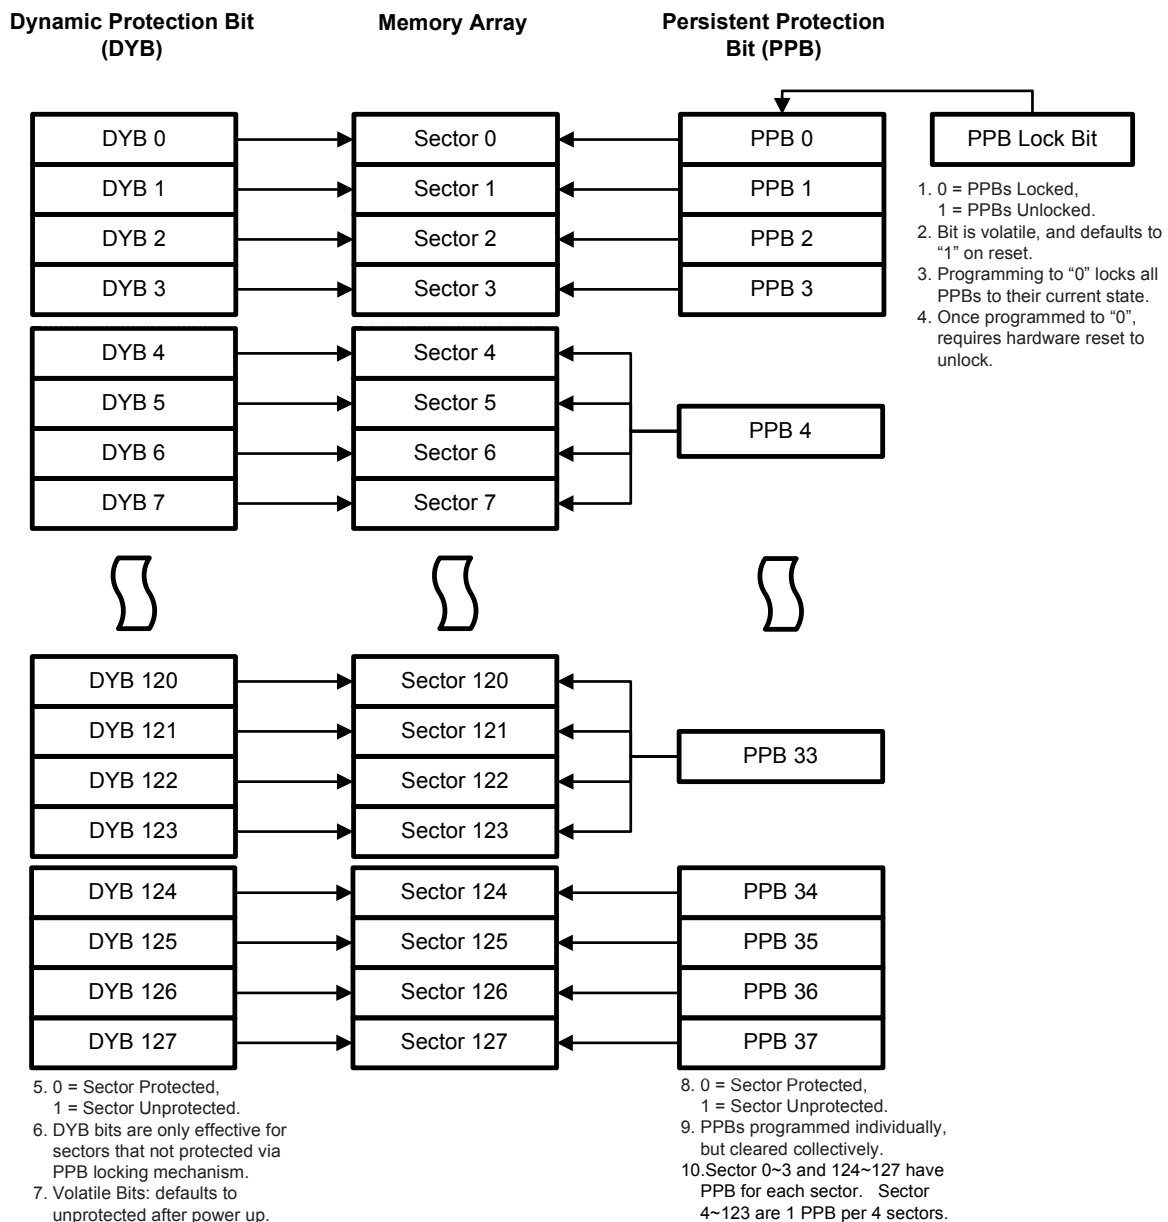 Dynamic Protection Bit
(DYB)
Memory Array
Persistent Protection
Bit (PPB)
DYB 0
Sector 0
PPB 0
PPB Lock Bit
DYB 1
Sector 1
PPB 1
DYB 2
Sector 2
PPB 2
DYB 3
Sector 3
PPB 3
1. 0 = PPBs Locked,
1 = PPBs Unlocked.
2. Bit is volatile, and defaults to
“1” on reset.
3. Programming to “0” locks all
PPBs to their current state.
4. Once programmed to “0”,
requires hardware reset to
unlock.
DYB 4
Sector 4
DYB 5
Sector 5
PPB 4
DYB 6
Sector 6
DYB 7
Sector 7
DYB 120
Sector 120
DYB 121
Sector 121
PPB 33
DYB 122
Sector 122
DYB 123
Sector 123
DYB 124
Sector 124
PPB 34
DYB 125
Sector 125
PPB 35
DYB 126
Sector 126
PPB 36
DYB 127
Sector 127
PPB 37
5. 0 = Sector Protected,
1 = Sector Unprotected.
6. DYB bits are only effective for
sectors that not protected via
PPB locking mechanism.
7. Volatile Bits: defaults to
unprotected after power up.
8. 0 = Sector Protected,
1 = Sector Unprotected.
9. PPBs programmed individually,
but cleared collectively.
10.Sector 0~3 and 124~127 have
PPB for each sector. Sector
4~123 are 1 PPB per 4 sectors.